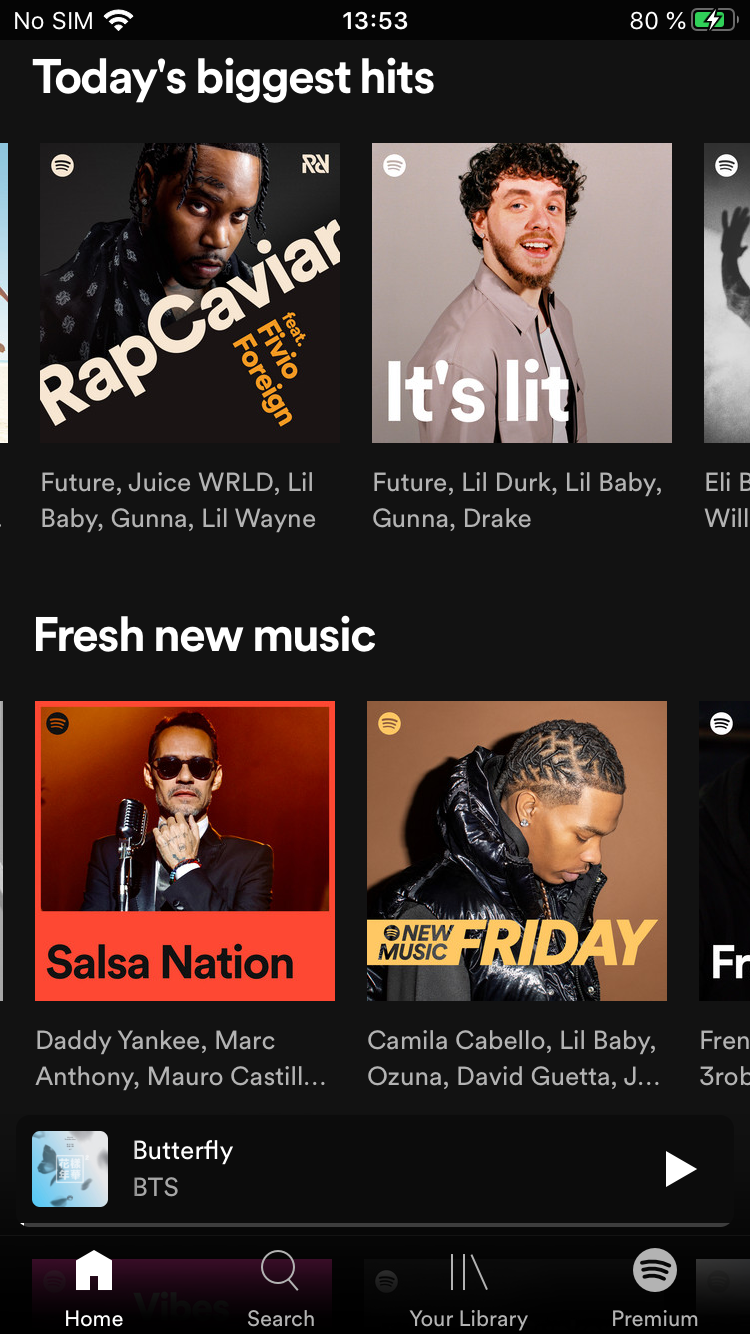 No SIM 13:53 80 %
Today's biggest hits
RapCaviar
feat.
Fivio
Foreign
It's lit
Future, Juice WRLD, Lil
Baby, Gunna, Lil Wayne
Future, Lil Durk, Lil Baby,
Gunna, Drake
Eli B
Will
Fresh new music
Salsa Nation
NEW
MUSIC
FRIDAY
Fr
Daddy Yankee, Marc
Anthony, Mauro Castill...
Camila Cabello, Lil Baby,
Ozuna, David Guetta, J...
Fren
3rob
Butterfly
BTS
Vibes
Home Search Your Library Premium